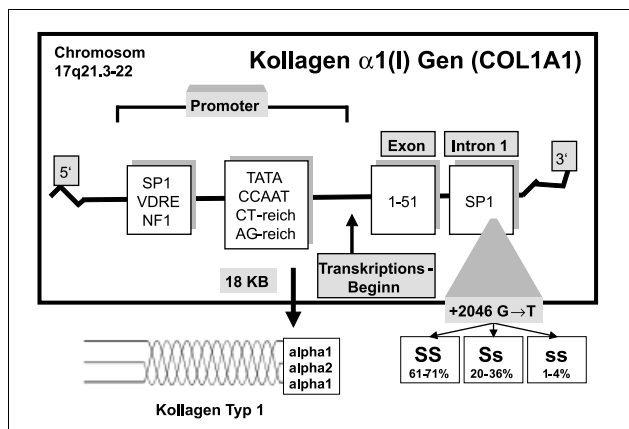 Chromosom
17q21.3-22
Kollagen α1(I) Gen (COL1A1)
Promoter
Exon
Intron 1
5‘
3‘
SP1
VDRE
NF1
TATA
CCAAT
CT-reich
AG-reich
1-51
SP1
18 KB
Transkriptions-
Beginn
+2046 G→T
alpha1
alpha2
alpha1
SS
61-71%
Ss
20-36%
ss
1-4%
Kollagen Typ 1